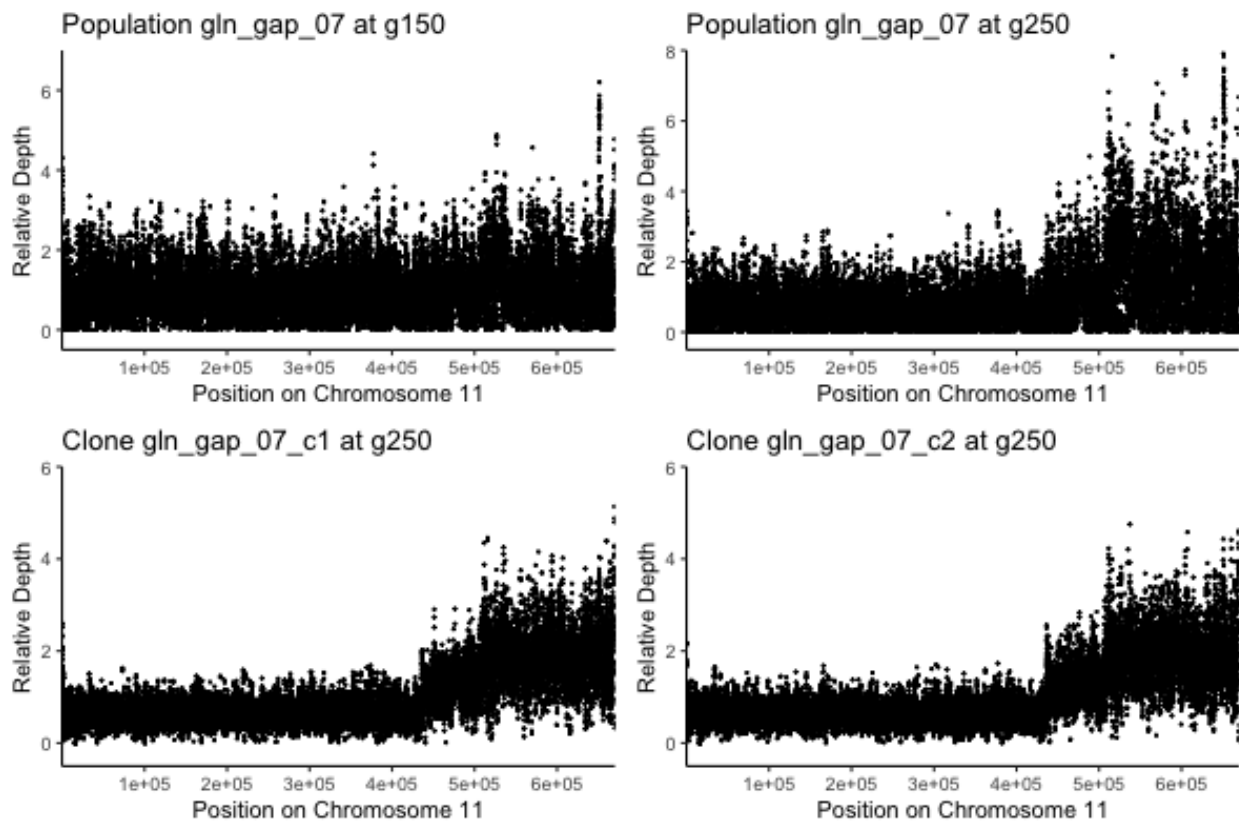 Population gln_gap_07 at g150
Relative Depth
6
4
2
0
1e+05 2e+05 3e+05 4e+05 5e+05 6e+05
Position on Chromosome 11
Population gln_gap_07 at g250
Relative Depth
8
6
4
2
0
1e+05 2e+05 3e+05 4e+05 5e+05 6e+05
Position on Chromosome 11
Clone gln_gap_07_c1 at g250
Relative Depth
6
4
2
0
1e+05 2e+05 3e+05 4e+05 5e+05 6e+05
Position on Chromosome 11
Clone gln_gap_07_c2 at g250
Relative Depth
6
4
2
0
1e+05 2e+05 3e+05 4e+05 5e+05 6e+05
Position on Chromosome 11